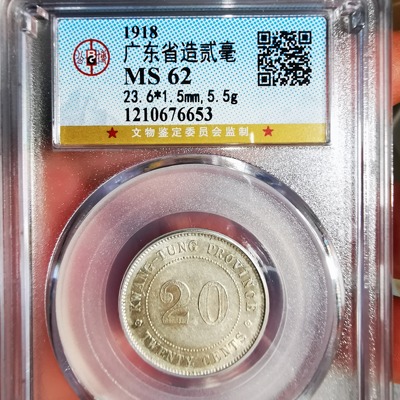 1918
广东省造贰毫
MS 62
23.6*1.5mm,5.5g
1210676653
★ 文物鉴定委员会监制 ★
KWANG-TUNG PROVINCE
20
TWENTY CENTS